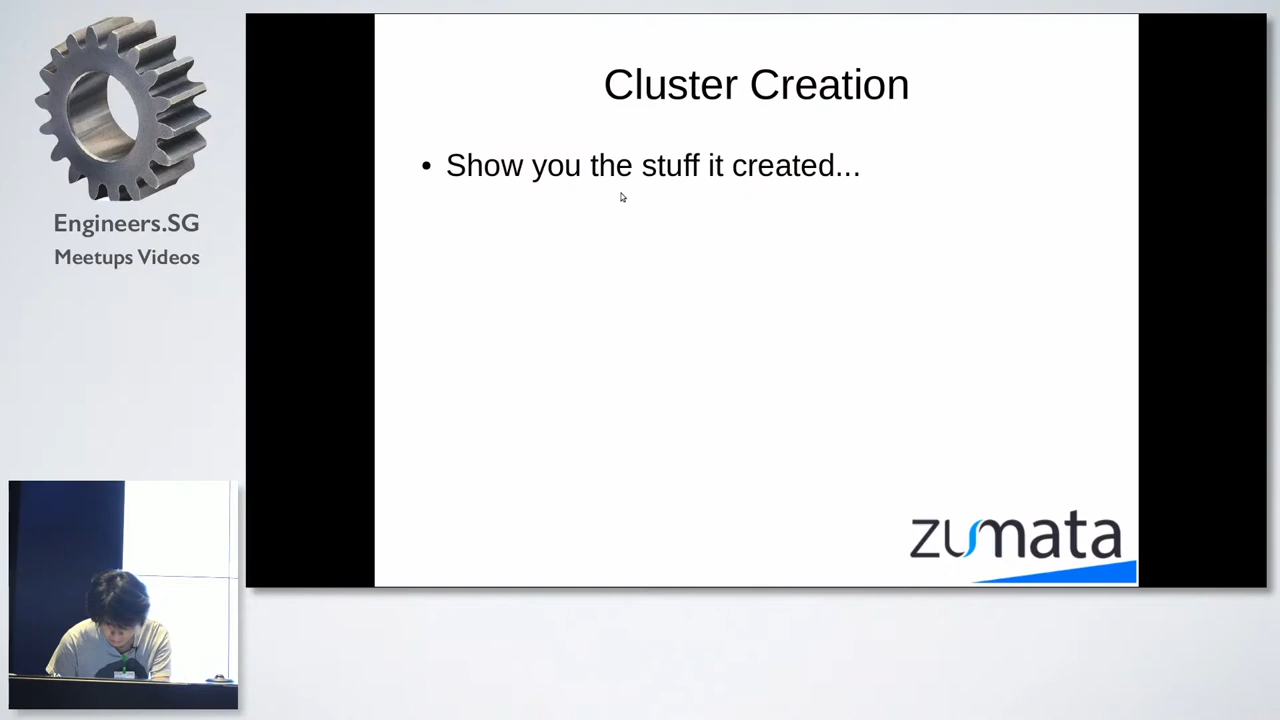 Engineers.SG
Meetups Videos
Cluster Creation
• Show you the stuff it created...
zumata